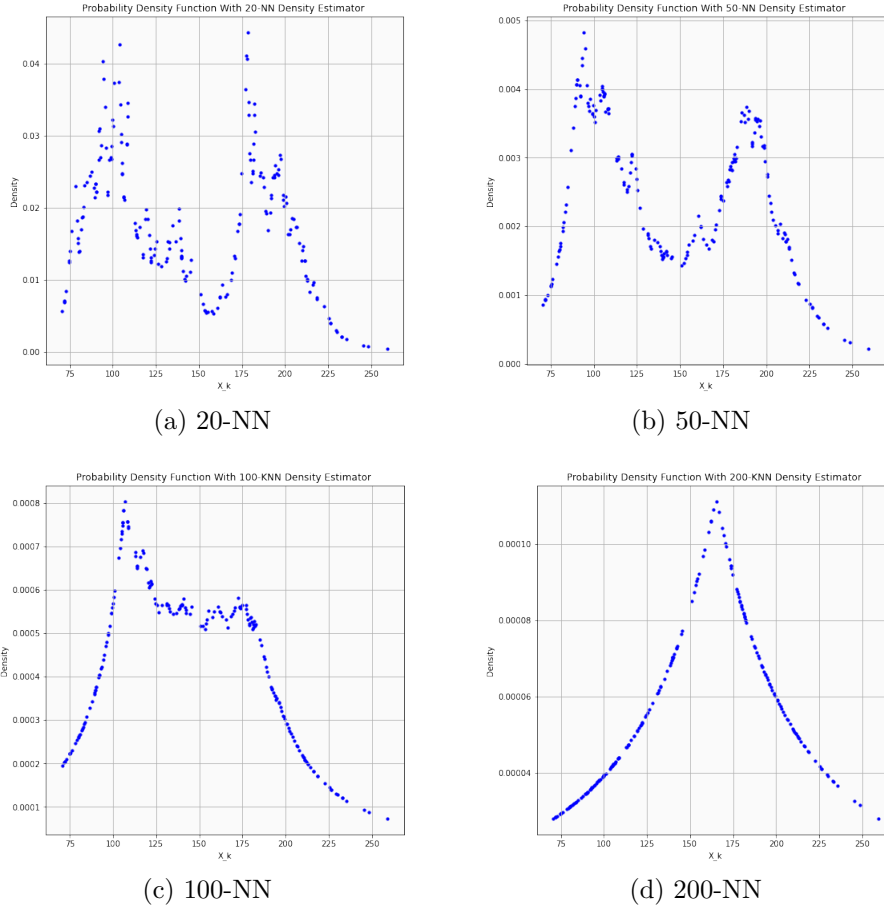 Probability Density Function With 20-NN Density Estimator
0.04
0.03
0.02
0.01
0.00
Density
75 100 125 150 175 200 225 250
X_k
(a) 20-NN
Probability Density Function With 50-NN Density Estimator
0.005
0.004
0.003
0.002
0.001
0.000
Density
75 100 125 150 175 200 225 250
X_k
(b) 50-NN
Probability Density Function With 100-KNN Density Estimator
0.0008
0.0007
0.0006
0.0005
0.0004
0.0003
0.0002
0.0001
Density
75 100 125 150 175 200 225 250
X_k
(c) 100-NN
Probability Density Function With 200-KNN Density Estimator
0.00010
0.00008
0.00006
0.00004
Density
75 100 125 150 175 200 225 250
X_k
(d) 200-NN